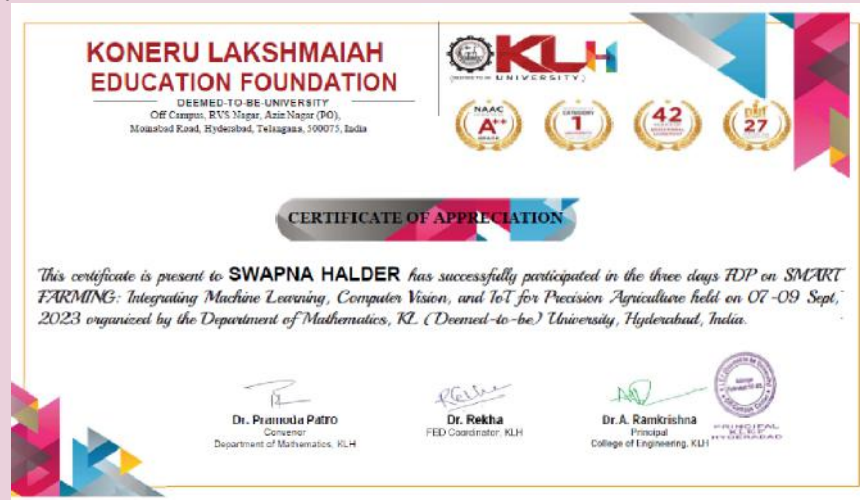 KONERU LAKSHMAIAH
EDUCATION FOUNDATION
DEEMED-TO-BE-UNIVERSITY
Off Campus, RVS Nagar, Aziz Nagar (PO),
Moinabad Road, Hyderabad, Telangana, 500075, India
KLH
UNIVERSITY)
NAAC
A++
CATEGORY
1
42
27
CERTIFICATE OF APPRECIATION
This certificate is present to SWAPNA HALDER has successfully participated in the three days FDP on SMART
FARMING: Integrating Machine Learning, Computer Vision, and IoT for Precision Agriculture held on 07-09 Sept,
2023 organized by the Department of Mathematics, KL (Deemed-to-be) University, Hyderabad, India.
Dr. Pramoda Patro
Convenor
Department of Mathematics, KLH
Rekha
Dr. Rekha
FED Coordinator, KLH
Dr.A. Ramkrishna
Principal
College of Engineering, KLH
PRINCIPAL
HYDERABAD